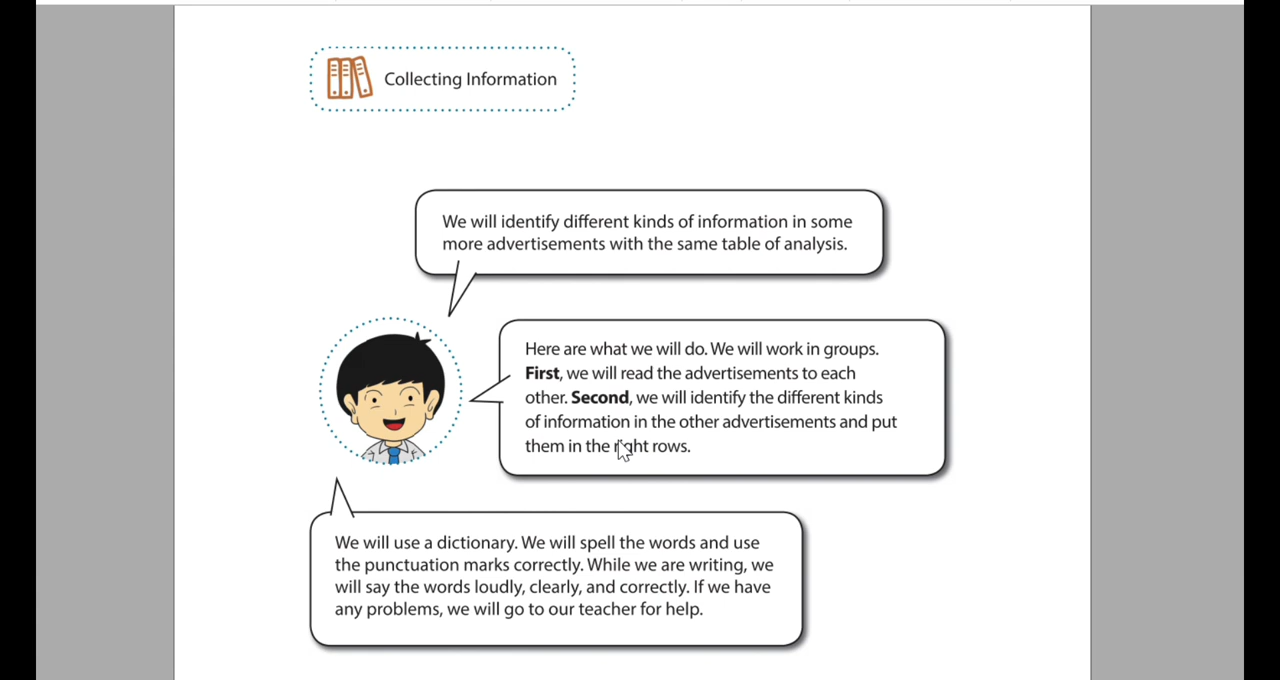 Collecting Information
We will identify different kinds of information in some
more advertisements with the same table of analysis.
Here are what we will do. We will work in groups.
First, we will read the advertisements to each
other. Second, we will identify the different kinds
of information in the other advertisements and put
them in the right rows.
We will use a dictionary. We will spell the words and use
the punctuation marks correctly. While we are writing, we
will say the words loudly, clearly, and correctly. If we have
any problems, we will go to our teacher for help.